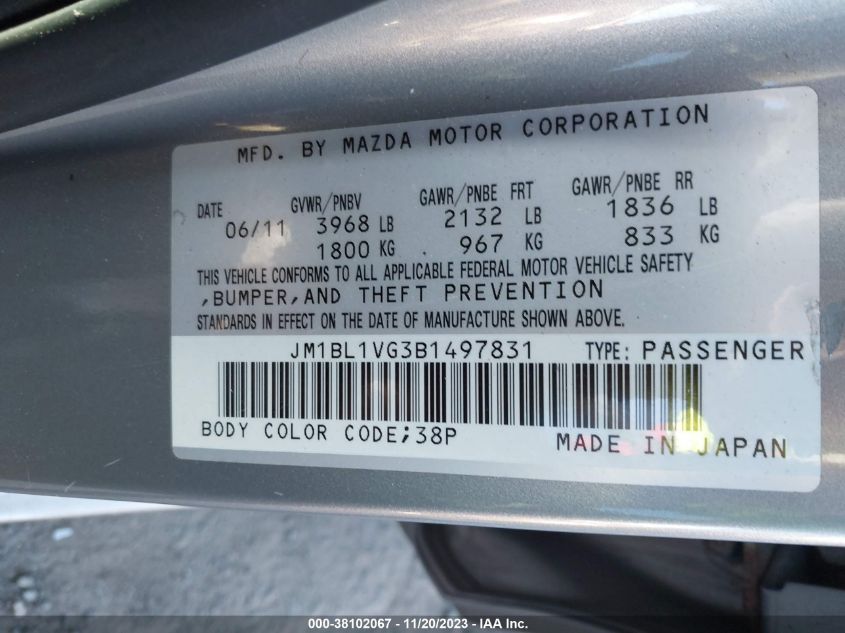 MFD. BY MAZDA MOTOR CORPORATION
DATE GVWR/PNBV GAWR/PNBE FRT GAWR/PNBE RR
06/11 3968 LB 2132 LB 1836 LB
1800 KG 967 KG 833 KG
THIS VEHICLE CONFORMS TO ALL APPLICABLE FEDERAL MOTOR VEHICLE SAFETY
,BUMPER,AND THEFT PREVENTION
STANDARDS IN EFFECT ON THE DATE OF MANUFACTURE SHOWN ABOVE.
JM1BL1VG3B1497831 TYPE: PASSENGER
BODY COLOR CODE;38P MADE IN JAPAN
000-38102067 - 11/20/2023 - IAA Inc.